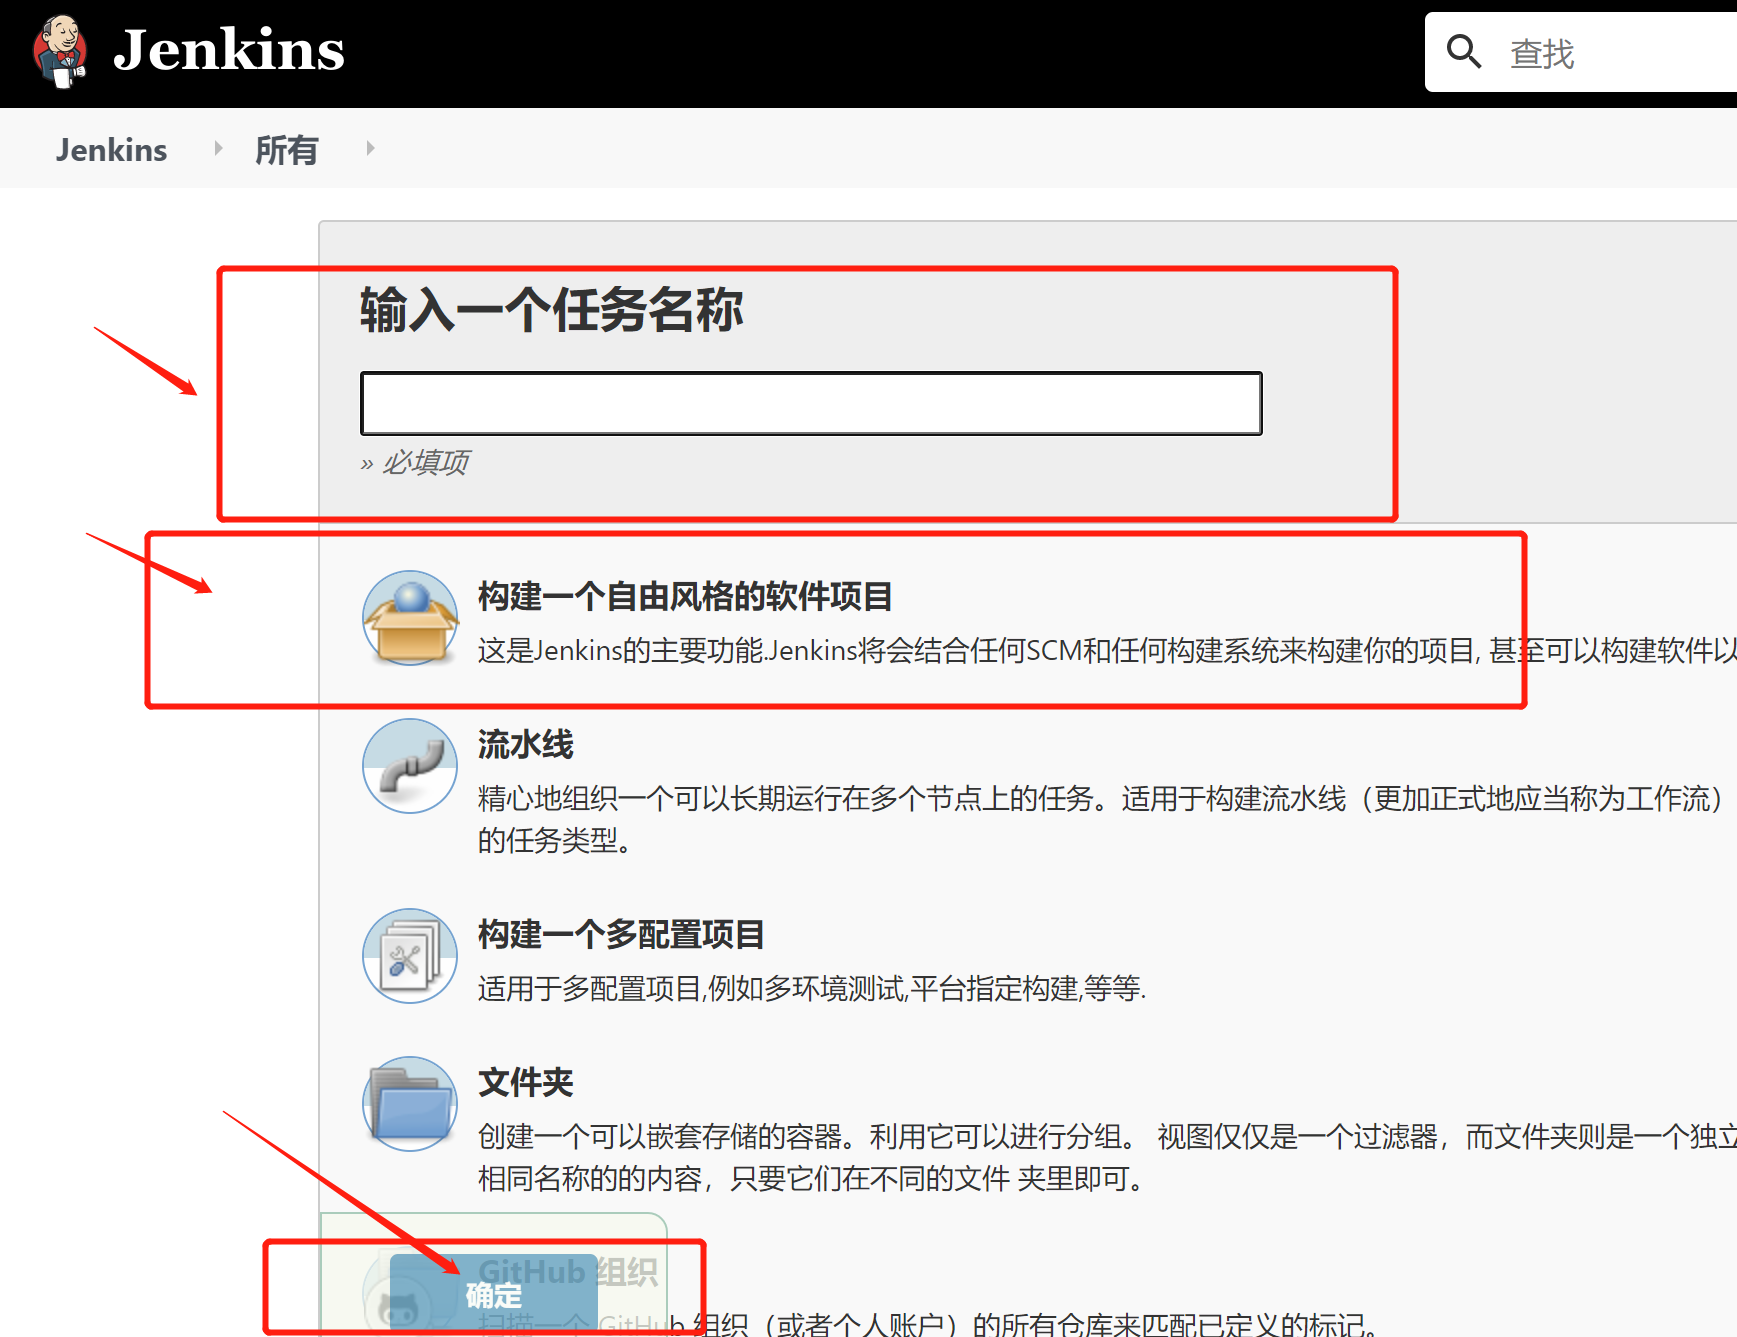 Jenkins
查找
Jenkins
所有
输入一个任务名称
» 必填项
构建一个自由风格的软件项目
这是Jenkins的主要功能.Jenkins将会结合任何SCM和任何构建系统来构建你的项目, 甚至可以构建软件以
流水线
精心地组织一个可以长期运行在多个节点上的任务。适用于构建流水线（更加正式地应当称为工作流）
的任务类型。
构建一个多配置项目
适用于多配置项目,例如多环境测试,平台指定构建,等等.
文件夹
创建一个可以嵌套存储的容器。利用它可以进行分组。 视图仅仅是一个过滤器，而文件夹则是一个独立
相同名称的的内容，只要它们在不同的文件 夹里即可。
GitHub 组织
确定
扫描一个 GitHub 组织（或者个人账户）的所有仓库来匹配已定义的标记。